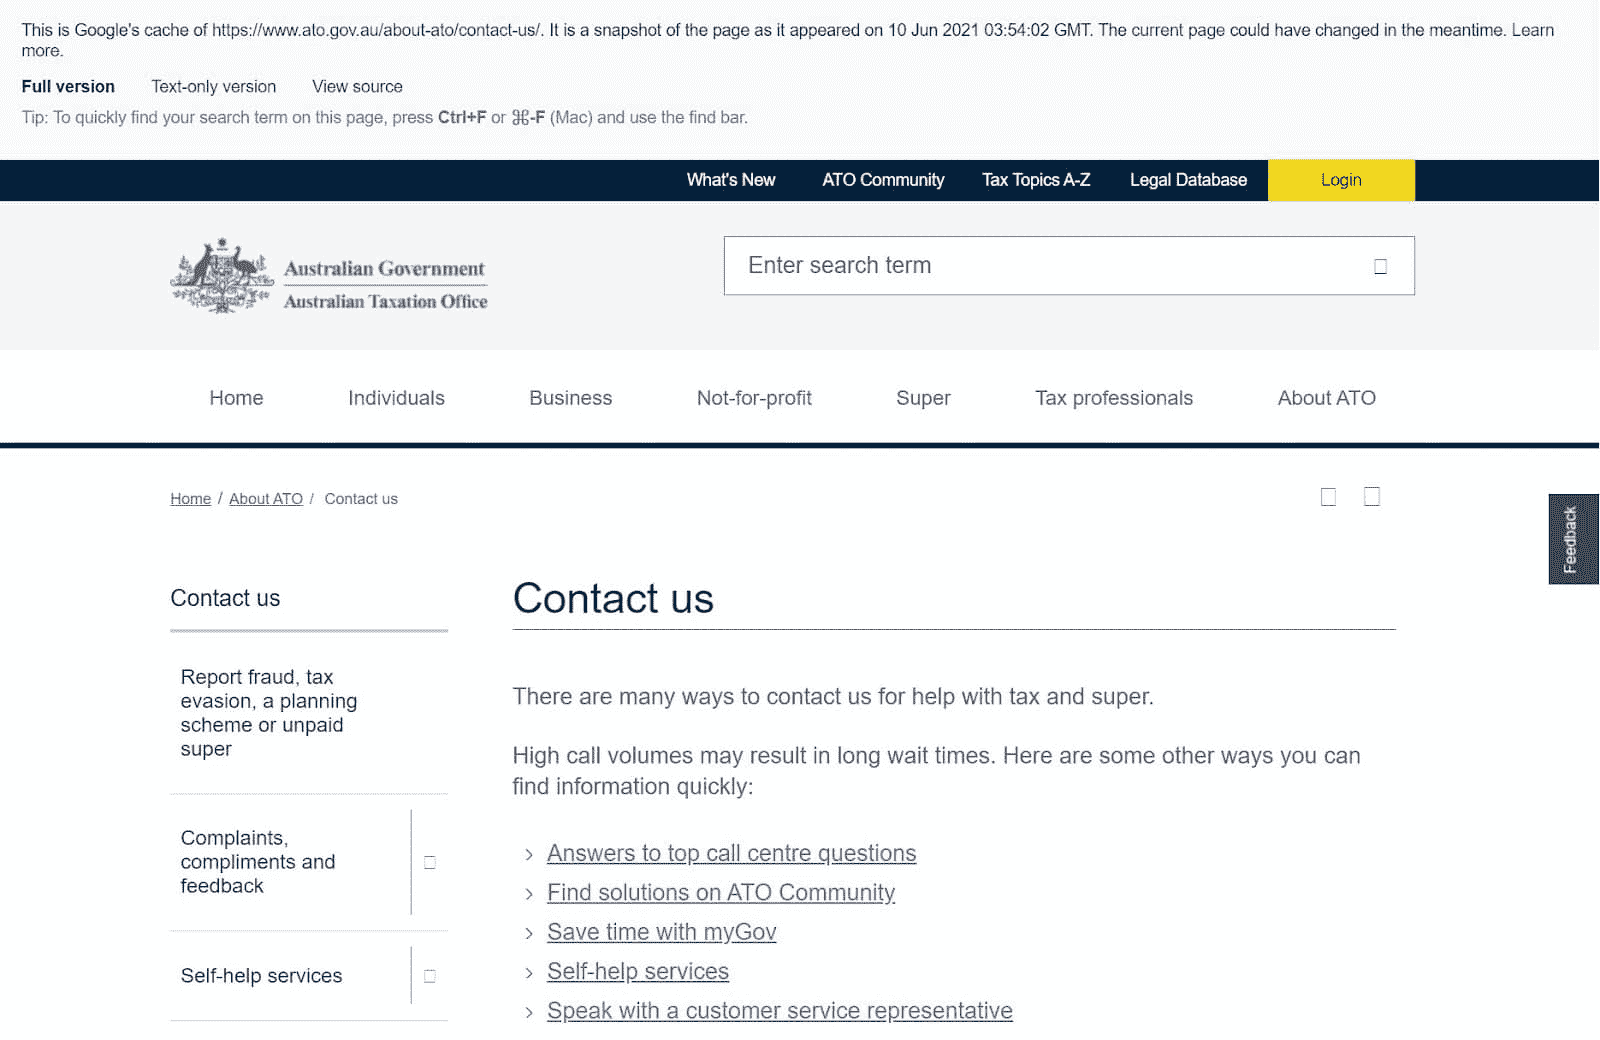 This is Google's cache of https://www.ato.gov.au/about-ato/contact-us/. It is a snapshot of the page as it appeared on 10 Jun 2021 03:54:02 GMT. The current page could have changed in the meantime. Learn
more.
Full version Text-only version View source
Tip: To quickly find your search term on this page, press Ctrl+F or ⌘-F (Mac) and use the find bar.
What's New ATO Community Tax Topics A-Z Legal Database Login
Australian Government
Australian Taxation Office
Enter search term
Home Individuals Business Not-for-profit Super Tax professionals About ATO
Home / About ATO / Contact us
Feedback
Contact us
Report fraud, tax
evasion, a planning
scheme or unpaid
super
Complaints,
compliments and
feedback
Self-help services
Contact us
There are many ways to contact us for help with tax and super.
High call volumes may result in long wait times. Here are some other ways you can
find information quickly:
Answers to top call centre questions
Find solutions on ATO Community
Save time with myGov
Self-help services
Speak with a customer service representative